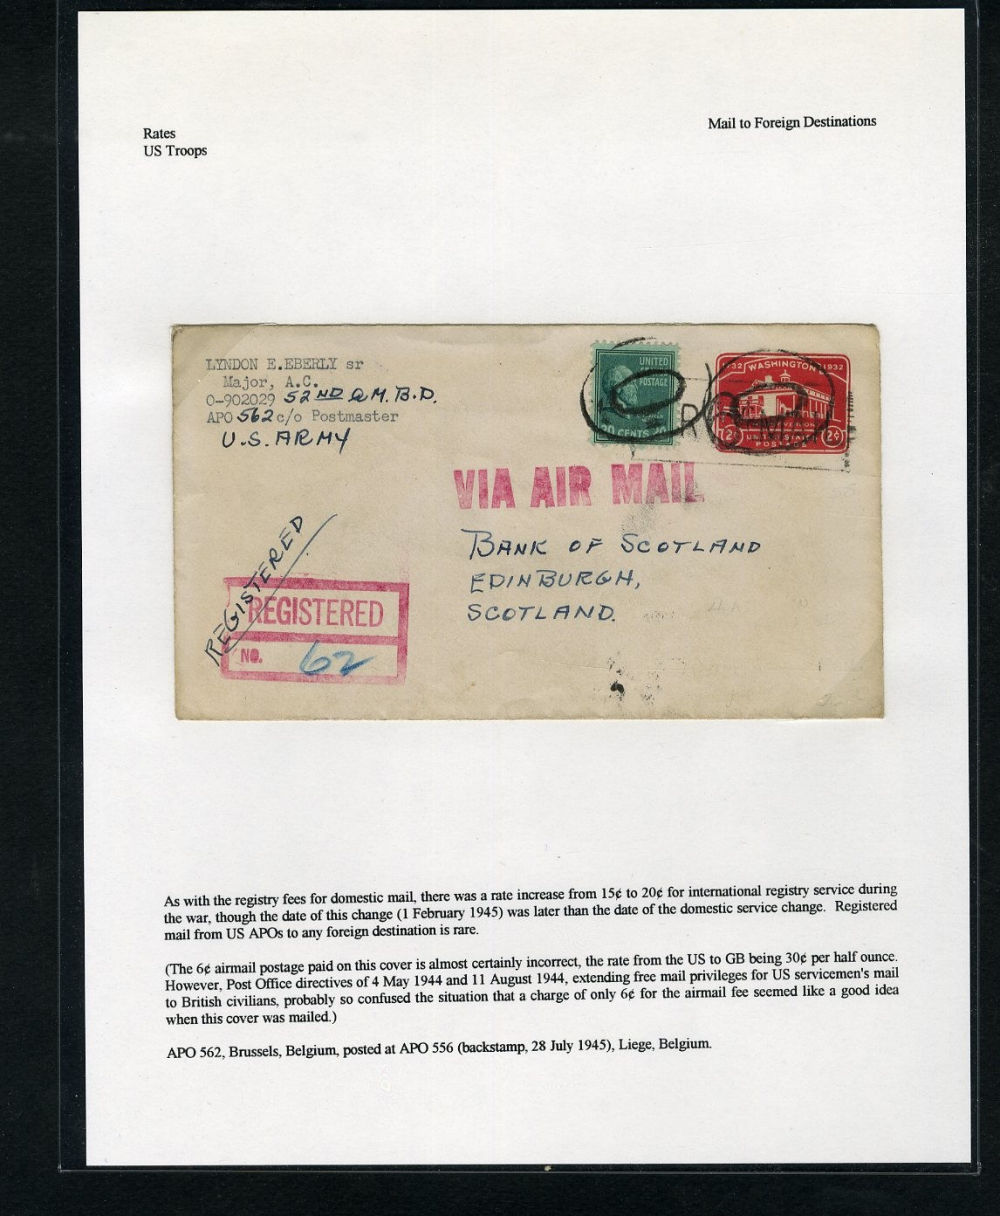 Rates
US Troops
Mail to Foreign Destinations
LYNDON E.EBERLY sr
Major, A.C.
O-902029 52ND Q.M. B.D.
APO 562 c/o Postmaster
U.S. ARMY
UNITED
POSTAGE
20 CENTS 20
1732 WASHINGTON 1932
2¢ 2¢
VIA AIR MAIL
BANK OF SCOTLAND
EDINBURGH,
SCOTLAND.
REGISTERED
REGISTERED
NO. 62
As with the registry fees for domestic mail, there was a rate increase from 15¢ to 20¢ for international registry service during
the war, though the date of this change (1 February 1945) was later than the date of the domestic service change. Registered
mail from US APOs to any foreign destination is rare.
(The 6¢ airmail postage paid on this cover is almost certainly incorrect, the rate from the US to GB being 30¢ per half ounce.
However, Post Office directives of 4 May 1944 and 11 August 1944, extending free mail privileges for US servicemen's mail
to British civilians, probably so confused the situation that a charge of only 6¢ for the airmail fee seemed like a good idea
when this cover was mailed.)
APO 562, Brussels, Belgium, posted at APO 556 (backstamp, 28 July 1945), Liege, Belgium.